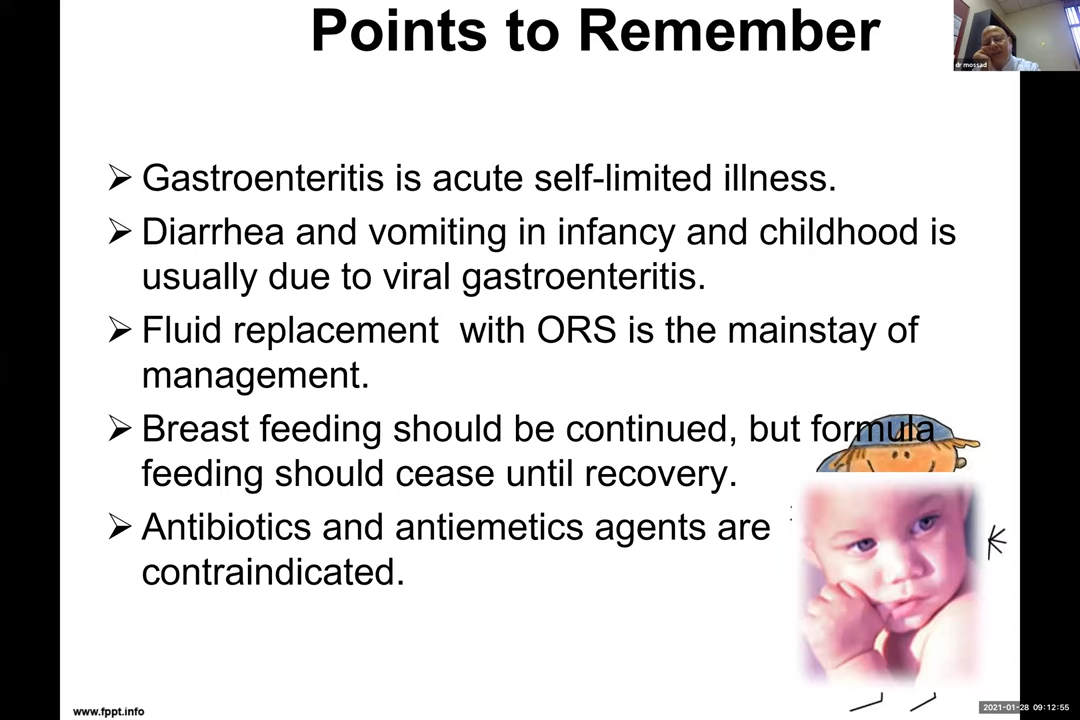 Points to Remember
dr mossad
➢ Gastroenteritis is acute self-limited illness.
➢ Diarrhea and vomiting in infancy and childhood is
usually due to viral gastroenteritis.
➢ Fluid replacement  with ORS is the mainstay of
management.
➢ Breast feeding should be continued, but formula
feeding should cease until recovery.
➢ Antibiotics and antiemetics agents are
contraindicated.
www.fppt.info
2021-01-28 09:12:55